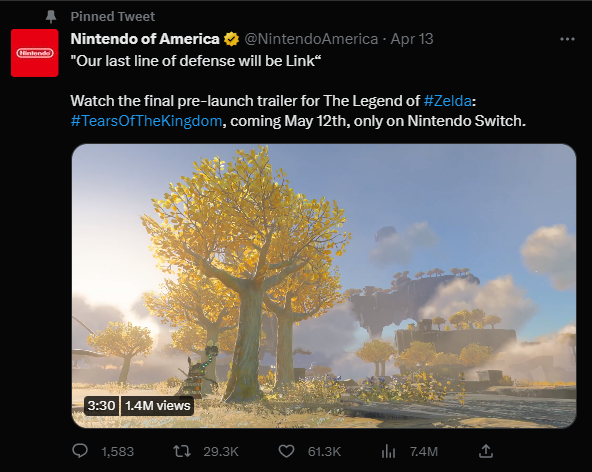 Pinned Tweet
Nintendo of America @NintendoAmerica · Apr 13
Nintendo
"Our last line of defense will be Link“
Watch the final pre-launch trailer for The Legend of #Zelda:
#TearsOfTheKingdom, coming May 12th, only on Nintendo Switch.
3:30 1.4M views
1,583 29.3K 61.3K 7.4M